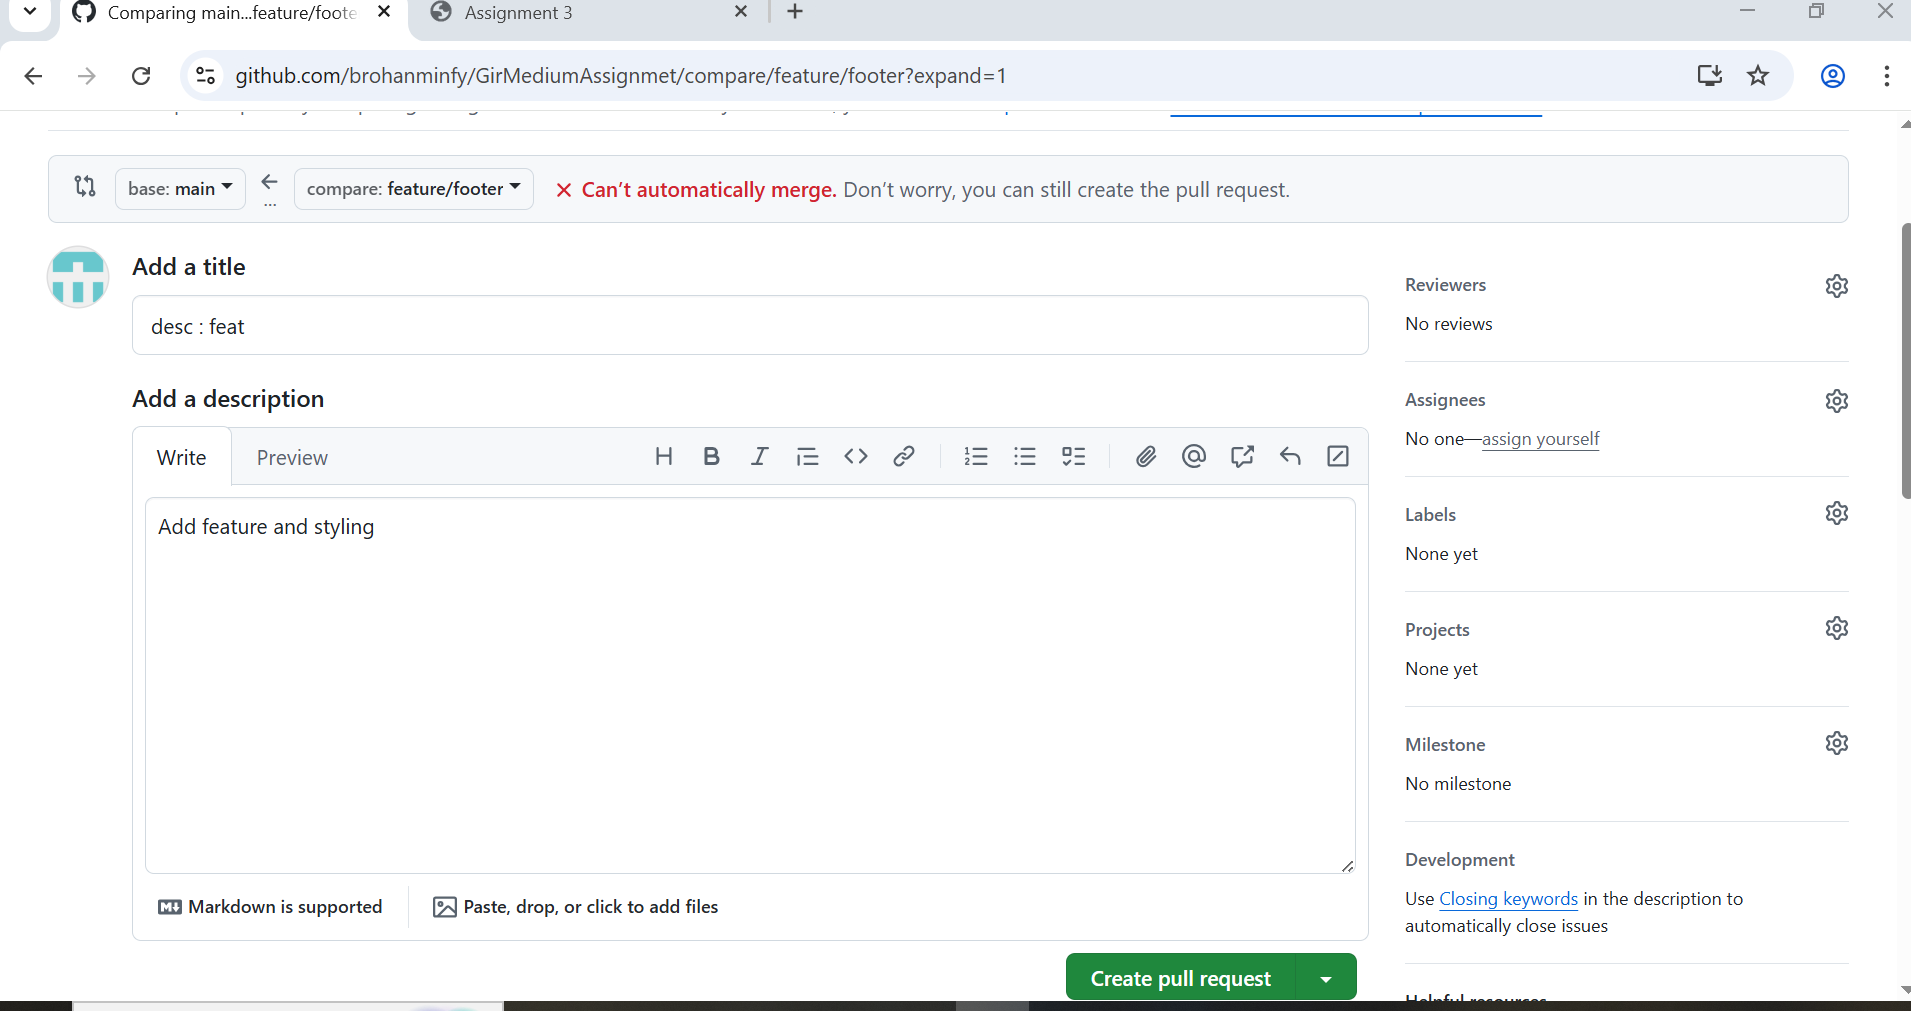 Comparing main...feature/foote
Assignment 3
github.com/brohanminfy/GirMediumAssignmet/compare/feature/footer?expand=1
base: main
...
compare: feature/footer
Can't automatically merge. Don't worry, you can still create the pull request.
Add a title
desc : feat
Add a description
Write
Preview
H B I
Add feature and styling
Markdown is supported
Paste, drop, or click to add files
Create pull request
Reviewers
No reviews
Assignees
No one—assign yourself
Labels
None yet
Projects
None yet
Milestone
No milestone
Development
Use Closing keywords in the description to
automatically close issues
Helpful resources